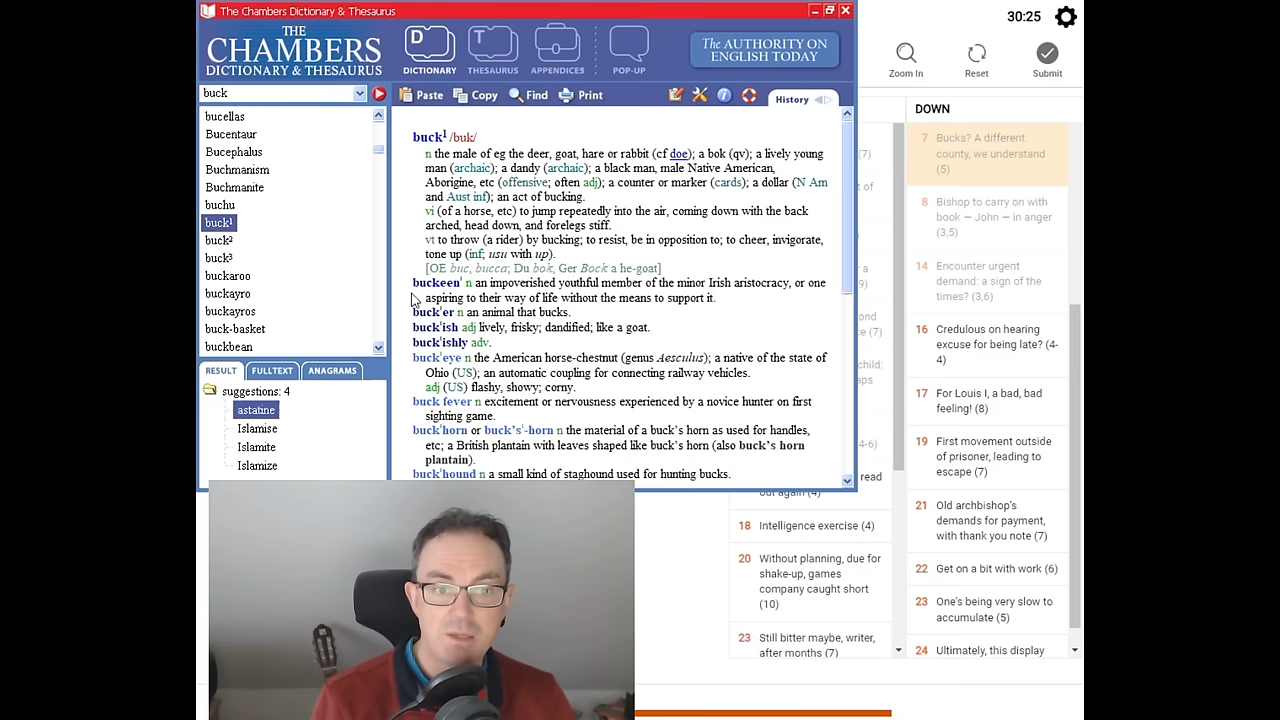 The Chambers Dictionary & Thesaurus
THE
CHAMBERS
DICTIONARY & THESAURUS
D
DICTIONARY
T
THESAURUS
APPENDICES
POP-UP
The AUTHORITY ON
ENGLISH TODAY
buck
Paste
Copy
Find
Print
History
bucellas
Bucentaur
Bucephalus
Buchmanism
Buchmanite
buchu
buck¹
buck²
buck³
buckaroo
buckayro
buckayros
buck-basket
buckbean
RESULT
FULLTEXT
ANAGRAMS
suggestions: 4
astatine
Islamise
Islamite
Islamize
buck¹ /buk/
n the male of eg the deer, goat, hare or rabbit (cf doe); a bok (qv); a lively young
man (archaic); a dandy (archaic); a black man, male Native American,
Aborigine, etc (offensive; often adj); a counter or marker (cards); a dollar (N Am
and Aust inf); an act of bucking.
vi (of a horse, etc) to jump repeatedly into the air, coming down with the back
arched, head down, and forelegs stiff.
vt to throw (a rider) by bucking; to resist, be in opposition to; to cheer, invigorate,
tone up (inf; usu with up).
[OE buc, bucca; Du bok, Ger Bock a he-goat]
buckeen' n an impoverished youthful member of the minor Irish aristocracy, or one
aspiring to their way of life without the means to support it.
buck'er n an animal that bucks.
buck'ish adj lively, frisky; dandified; like a goat.
buck'ishly adv.
buck'eye n the American horse-chestnut (genus Aesculus); a native of the state of
Ohio (US); an automatic coupling for connecting railway vehicles.
adj (US) flashy, showy; corny.
buck fever n excitement or nervousness experienced by a novice hunter on first
sighting game.
buck'horn or buck's'-horn n the material of a buck's horn as used for handles,
etc; a British plantain with leaves shaped like buck's horn (also buck's horn
plantain).
buck'hound n a small kind of staghound used for hunting bucks.
30:25
Zoom In
Reset
Submit
(7)
t of
a
ond
e (7)
child:
aps
4-6)
read
out again (4)
18 Intelligence exercise (4)
20 Without planning, due for
shake-up, games
company caught short
(10)
23 Still bitter maybe, writer,
after months (7)
DOWN
7 Bucks? A different
county, we understand
(5)
8 Bishop to carry on with
book — John — in anger
(3,5)
14 Encounter urgent
demand: a sign of the
times? (3,6)
16 Credulous on hearing
excuse for being late? (4-
4)
17 For Louis I, a bad, bad
feeling! (8)
19 First movement outside
of prisoner, leading to
escape (7)
21 Old archbishop's
demands for payment,
with thank you note (7)
22 Get on a bit with work (6)
23 One's being very slow to
accumulate (5)
24 Ultimately, this display